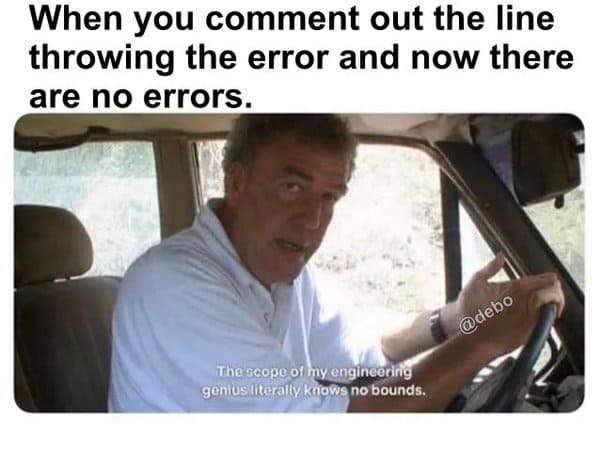 When you comment out the line
throwing the error and now there
are no errors.
@debo
The scope of my engineering
genius literally knows no bounds.